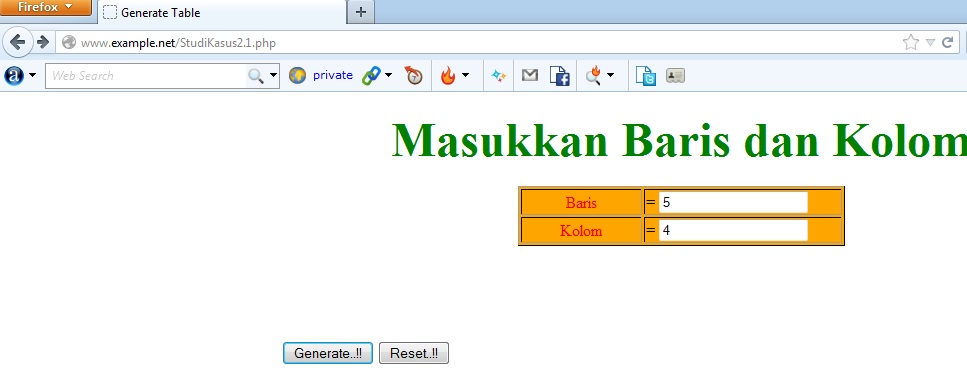 Firefox
Generate Table
www.example.net/StudiKasus2.1.php
Web Search
private
Masukkan Baris dan Kolom
Baris = 5
Kolom = 4
Generate..!! Reset..!!